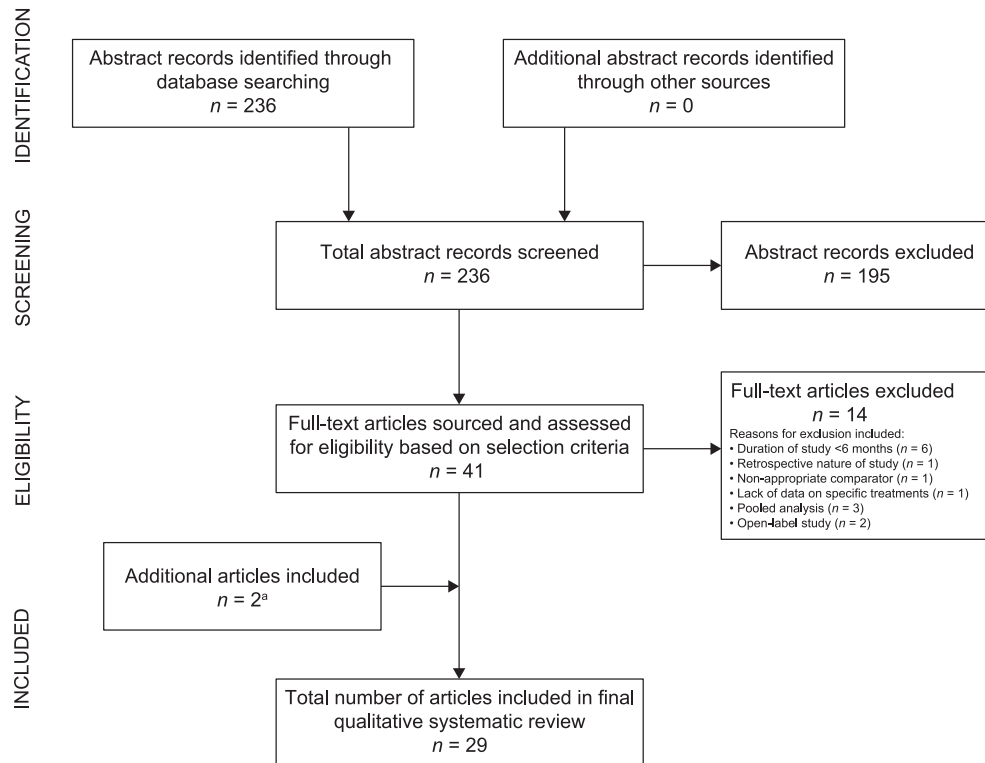 IDENTIFICATION
Abstract records identified through
database searching
n = 236
Additional abstract records identified
through other sources
n = 0
SCREENING
Total abstract records screened
n = 236
Abstract records excluded
n = 195
ELIGIBILITY
Full-text articles sourced and assessed
for eligibility based on selection criteria
n = 41
Full-text articles excluded
n = 14
Reasons for exclusion included:
• Duration of study <6 months (n = 6)
• Retrospective nature of study (n = 1)
• Non-appropriate comparator (n = 1)
• Lack of data on specific treatments (n = 1)
• Pooled analysis (n = 3)
• Open-label study (n = 2)
Additional articles included
n = 2ᵃ
INCLUDED
Total number of articles included in final
qualitative systematic review
n = 29